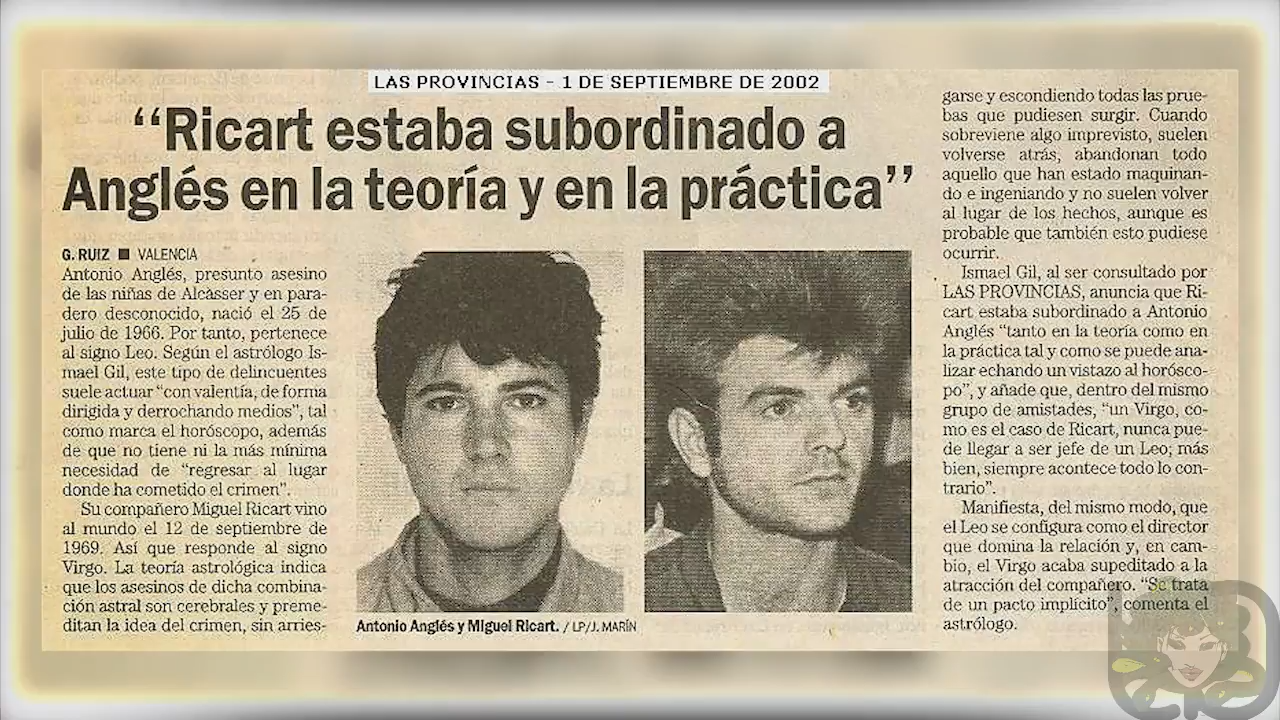 LAS PROVINCIAS - 1 DE SEPTIEMBRE DE 2002
“Ricart estaba subordinado a
Anglés en la teoría y en la práctica”
G. RUIZ ■ VALENCIA
Antonio Anglés, presunto asesino
de las niñas de Alcàsser y en para-
dero desconocido, nació el 25 de
julio de 1966. Por tanto, pertenece
al signo Leo. Según el astrólogo Is-
mael Gil, este tipo de delincuentes
suele actuar “con valentía, de forma
dirigida y derrochando medios”, tal
como marca el horóscopo, además
de que no tiene ni la más mínima
necesidad de “regresar al lugar
donde ha cometido el crimen”.
Su compañero Miguel Ricart vino
al mundo el 12 de septiembre de
1969. Así que responde al signo
Virgo. La teoría astrológica indica
que los asesinos de dicha combina-
ción astral son cerebrales y preme-
ditan la idea del crimen, sin arries-
Antonio Anglés y Miguel Ricart. / LP/J. MARÍN
garse y escondiendo todas las prue-
bas que pudiesen surgir. Cuando
sobreviene algo imprevisto, suelen
volverse atrás, abandonan todo
aquello que han estado maquinan-
do e ingeniando y no suelen volver
al lugar de los hechos, aunque es
probable que también esto pudiese
ocurrir.
Ismael Gil, al ser consultado por
LAS PROVINCIAS, anuncia que Ri-
cart estaba subordinado a Antonio
Anglés “tanto en la teoría como en
la práctica tal y como se puede ana-
lizar echando un vistazo al horósco-
po”, y añade que, dentro del mismo
grupo de amistades, “un Virgo, co-
mo es el caso de Ricart, nunca pue-
de llegar a ser jefe de un Leo; más
bien, siempre acontece todo lo con-
trario”.
Manifiesta, del mismo modo, que
el Leo se configura como el director
que domina la relación y, en cam-
bio, el Virgo acaba supeditado a la
atracción del compañero. “Se trata
de un pacto implícito”, comenta el
astrólogo.